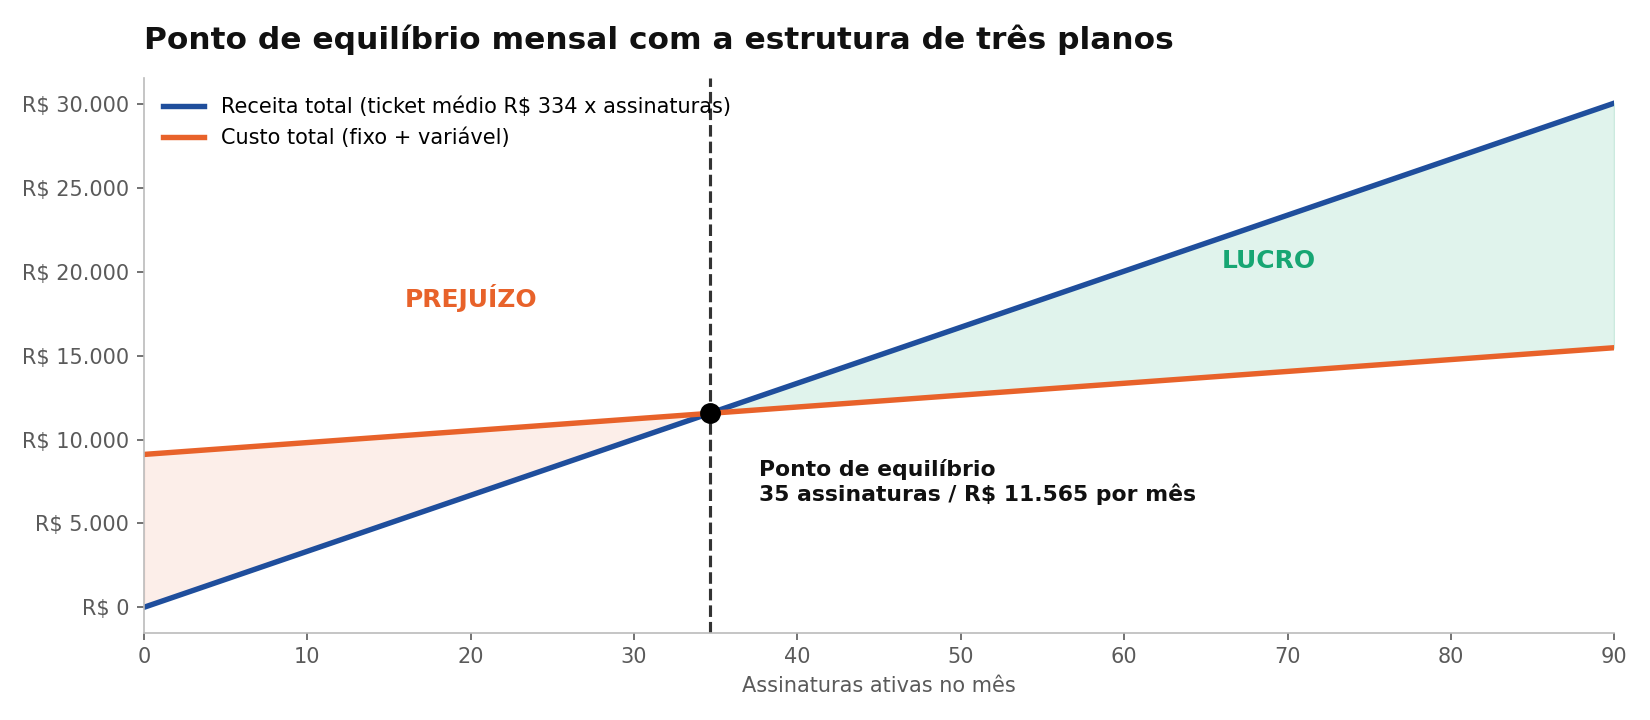 Ponto de equilíbrio mensal com a estrutura de três planos
Receita total (ticket médio R$ 334 x assinaturas)
Custo total (fixo + variável)
R$ 30.000
R$ 25.000
R$ 20.000
R$ 15.000
R$ 10.000
R$ 5.000
R$ 0
PREJUÍZO
LUCRO
Ponto de equilíbrio
35 assinaturas / R$ 11.565 por mês
0 10 20 30 40 50 60 70 80 90
Assinaturas ativas no mês